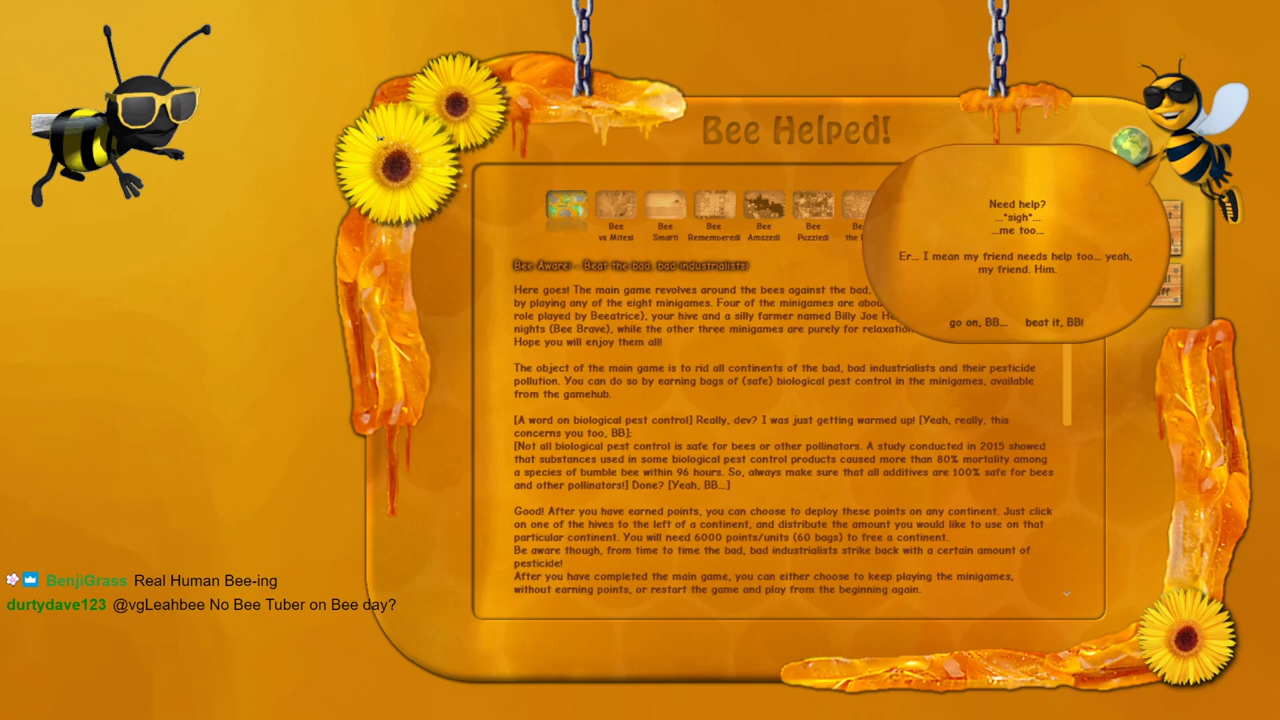 Bee Helped!
Need help?
..."sigh"...
...me too...
Er... I mean my friend needs help too... yeah,
my friend. Him.
go on, BB... beat it, BB!
Bee
vs Mites!
Bee
Smart!
Bee
Remembered!
Bee
Amazed!
Bee
Puzzled!
Bee Aware! - Beat the bad, bad industrialists!
Here goes! The main game revolves around the bees against the bad,
by playing any of the eight minigames. Four of the minigames are
role played by Beeatrice), your hive and a silly farmer named Billy Joe
nights (Bee Brave), while the other three minigames are purely for
Hope you will enjoy them all!
The object of the main game is to rid all continents of the bad, bad industrialists and their pesticide
pollution. You can do so by earning bags of (safe) biological pest control in the minigames, available
from the gamehub.
[A word on biological pest control] Really, dev? I was just getting warmed up! [Yeah, really, this
concerns you too, BB]:
[Not all biological pest control is safe for bees or other pollinators. A study conducted in 2015 showed
that substances used in some biological pest control products caused more than 80% mortality among
a species of bumble bee within 96 hours. So, always make sure that all additives are 100% safe for bees
and other pollinators!] Done? [Yeah, BB...]
Good! After you have earned points, you can choose to deploy these points on any continent. Just click
on one of the hives to the left of a continent, and distribute the amount you would like to use on that
particular continent. You will need 6000 points/units (60 bags) to free a continent.
Be aware though, from time to time the bad, bad industrialists strike back with a certain amount of
pesticide!
After you have completed the main game, you can either choose to keep playing the minigames,
without earning points, or restart the game and play from the beginning again.
BenjiGrass Real Human Bee-ing
durtydave123 @vgLeahbee No Bee Tuber on Bee day?